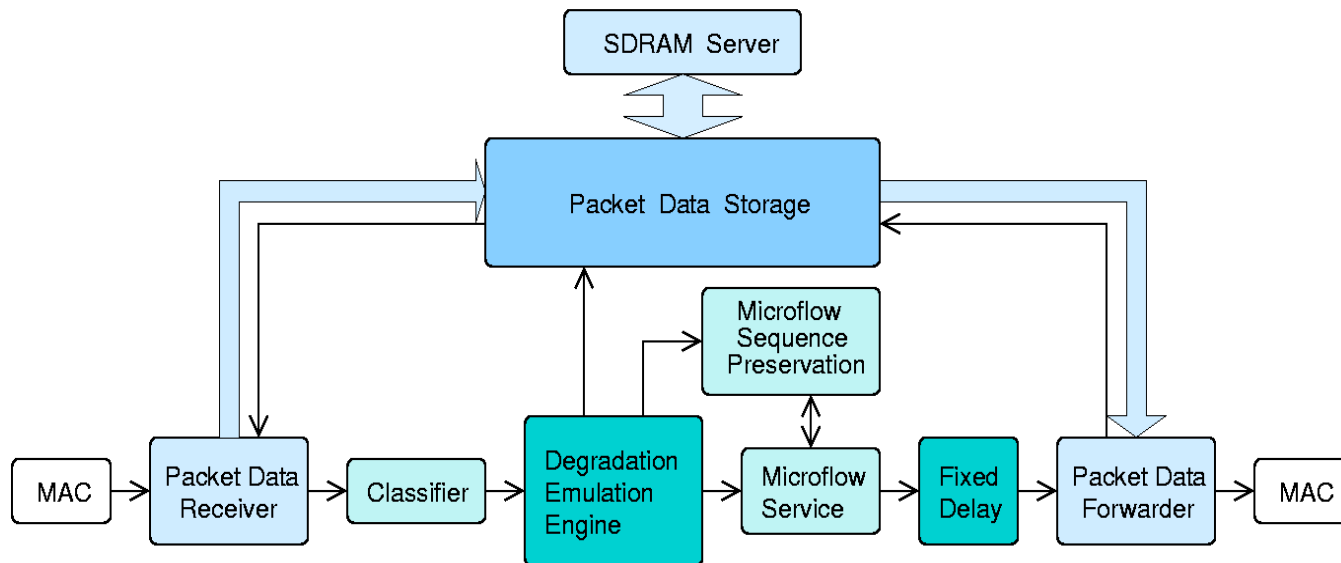 SDRAM Server
Packet Data Storage
Microflow
Sequence
Preservation
MAC
Packet Data
Receiver
Classifier
Degradation
Emulation
Engine
Microflow
Service
Fixed
Delay
Packet Data
Forwarder
MAC